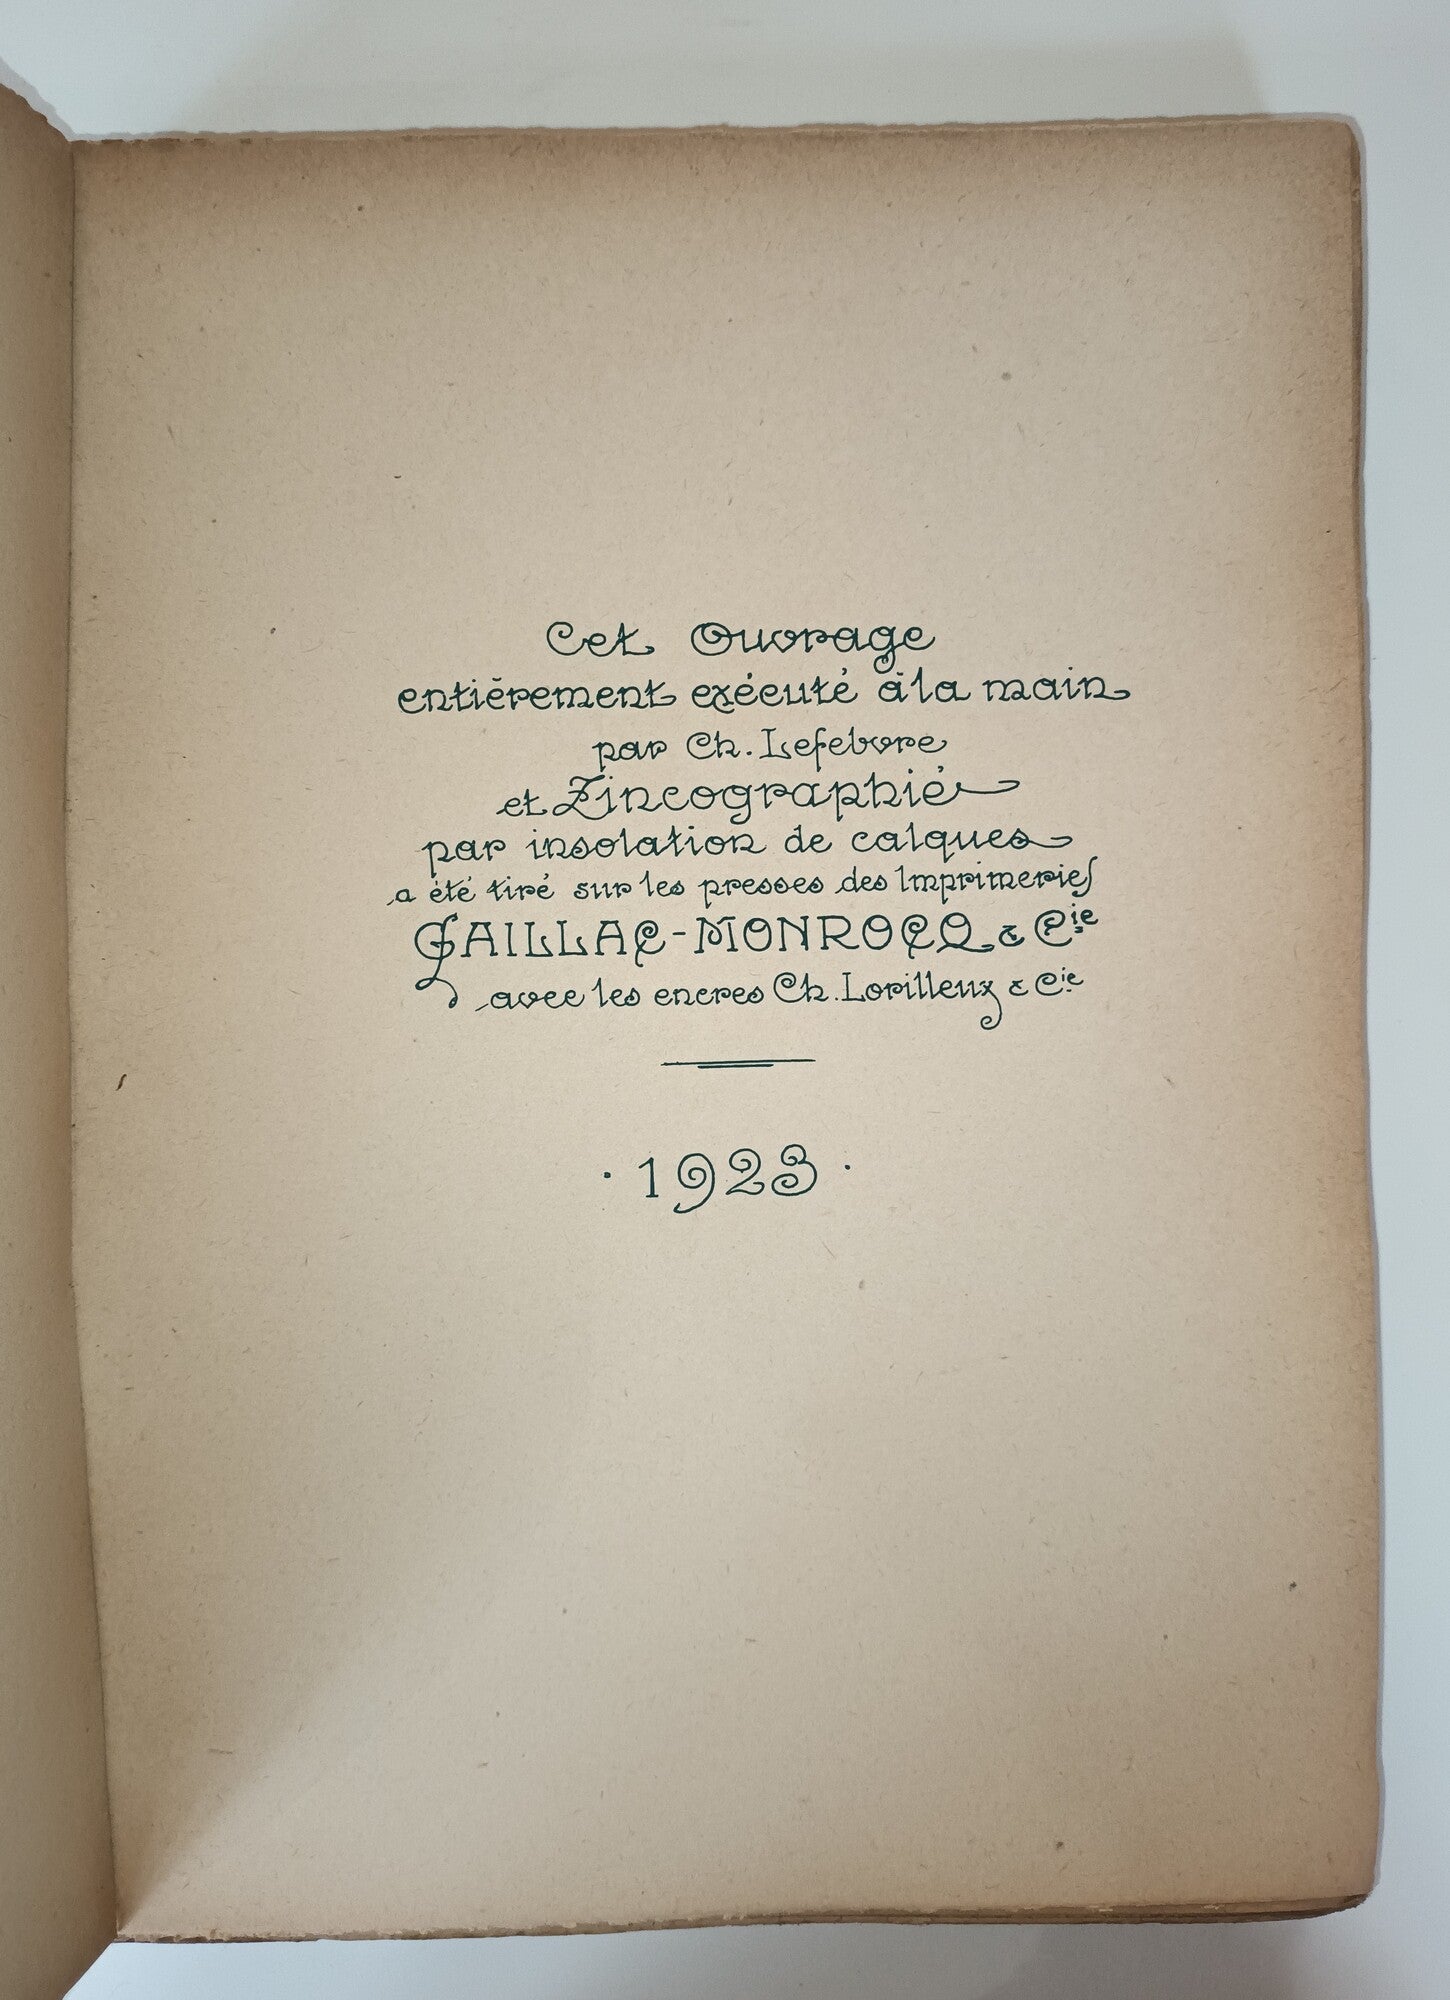 Cet Ouvrage
entièrement exécuté à la main
par Ch. Lefebvre
et Zincographié
par insolation de calques
a été tiré sur les presses des Imprimeries
GAILLAC-MONROCQ & Cie
avec les encres Ch. Lorilleux & Cie
· 1923 ·